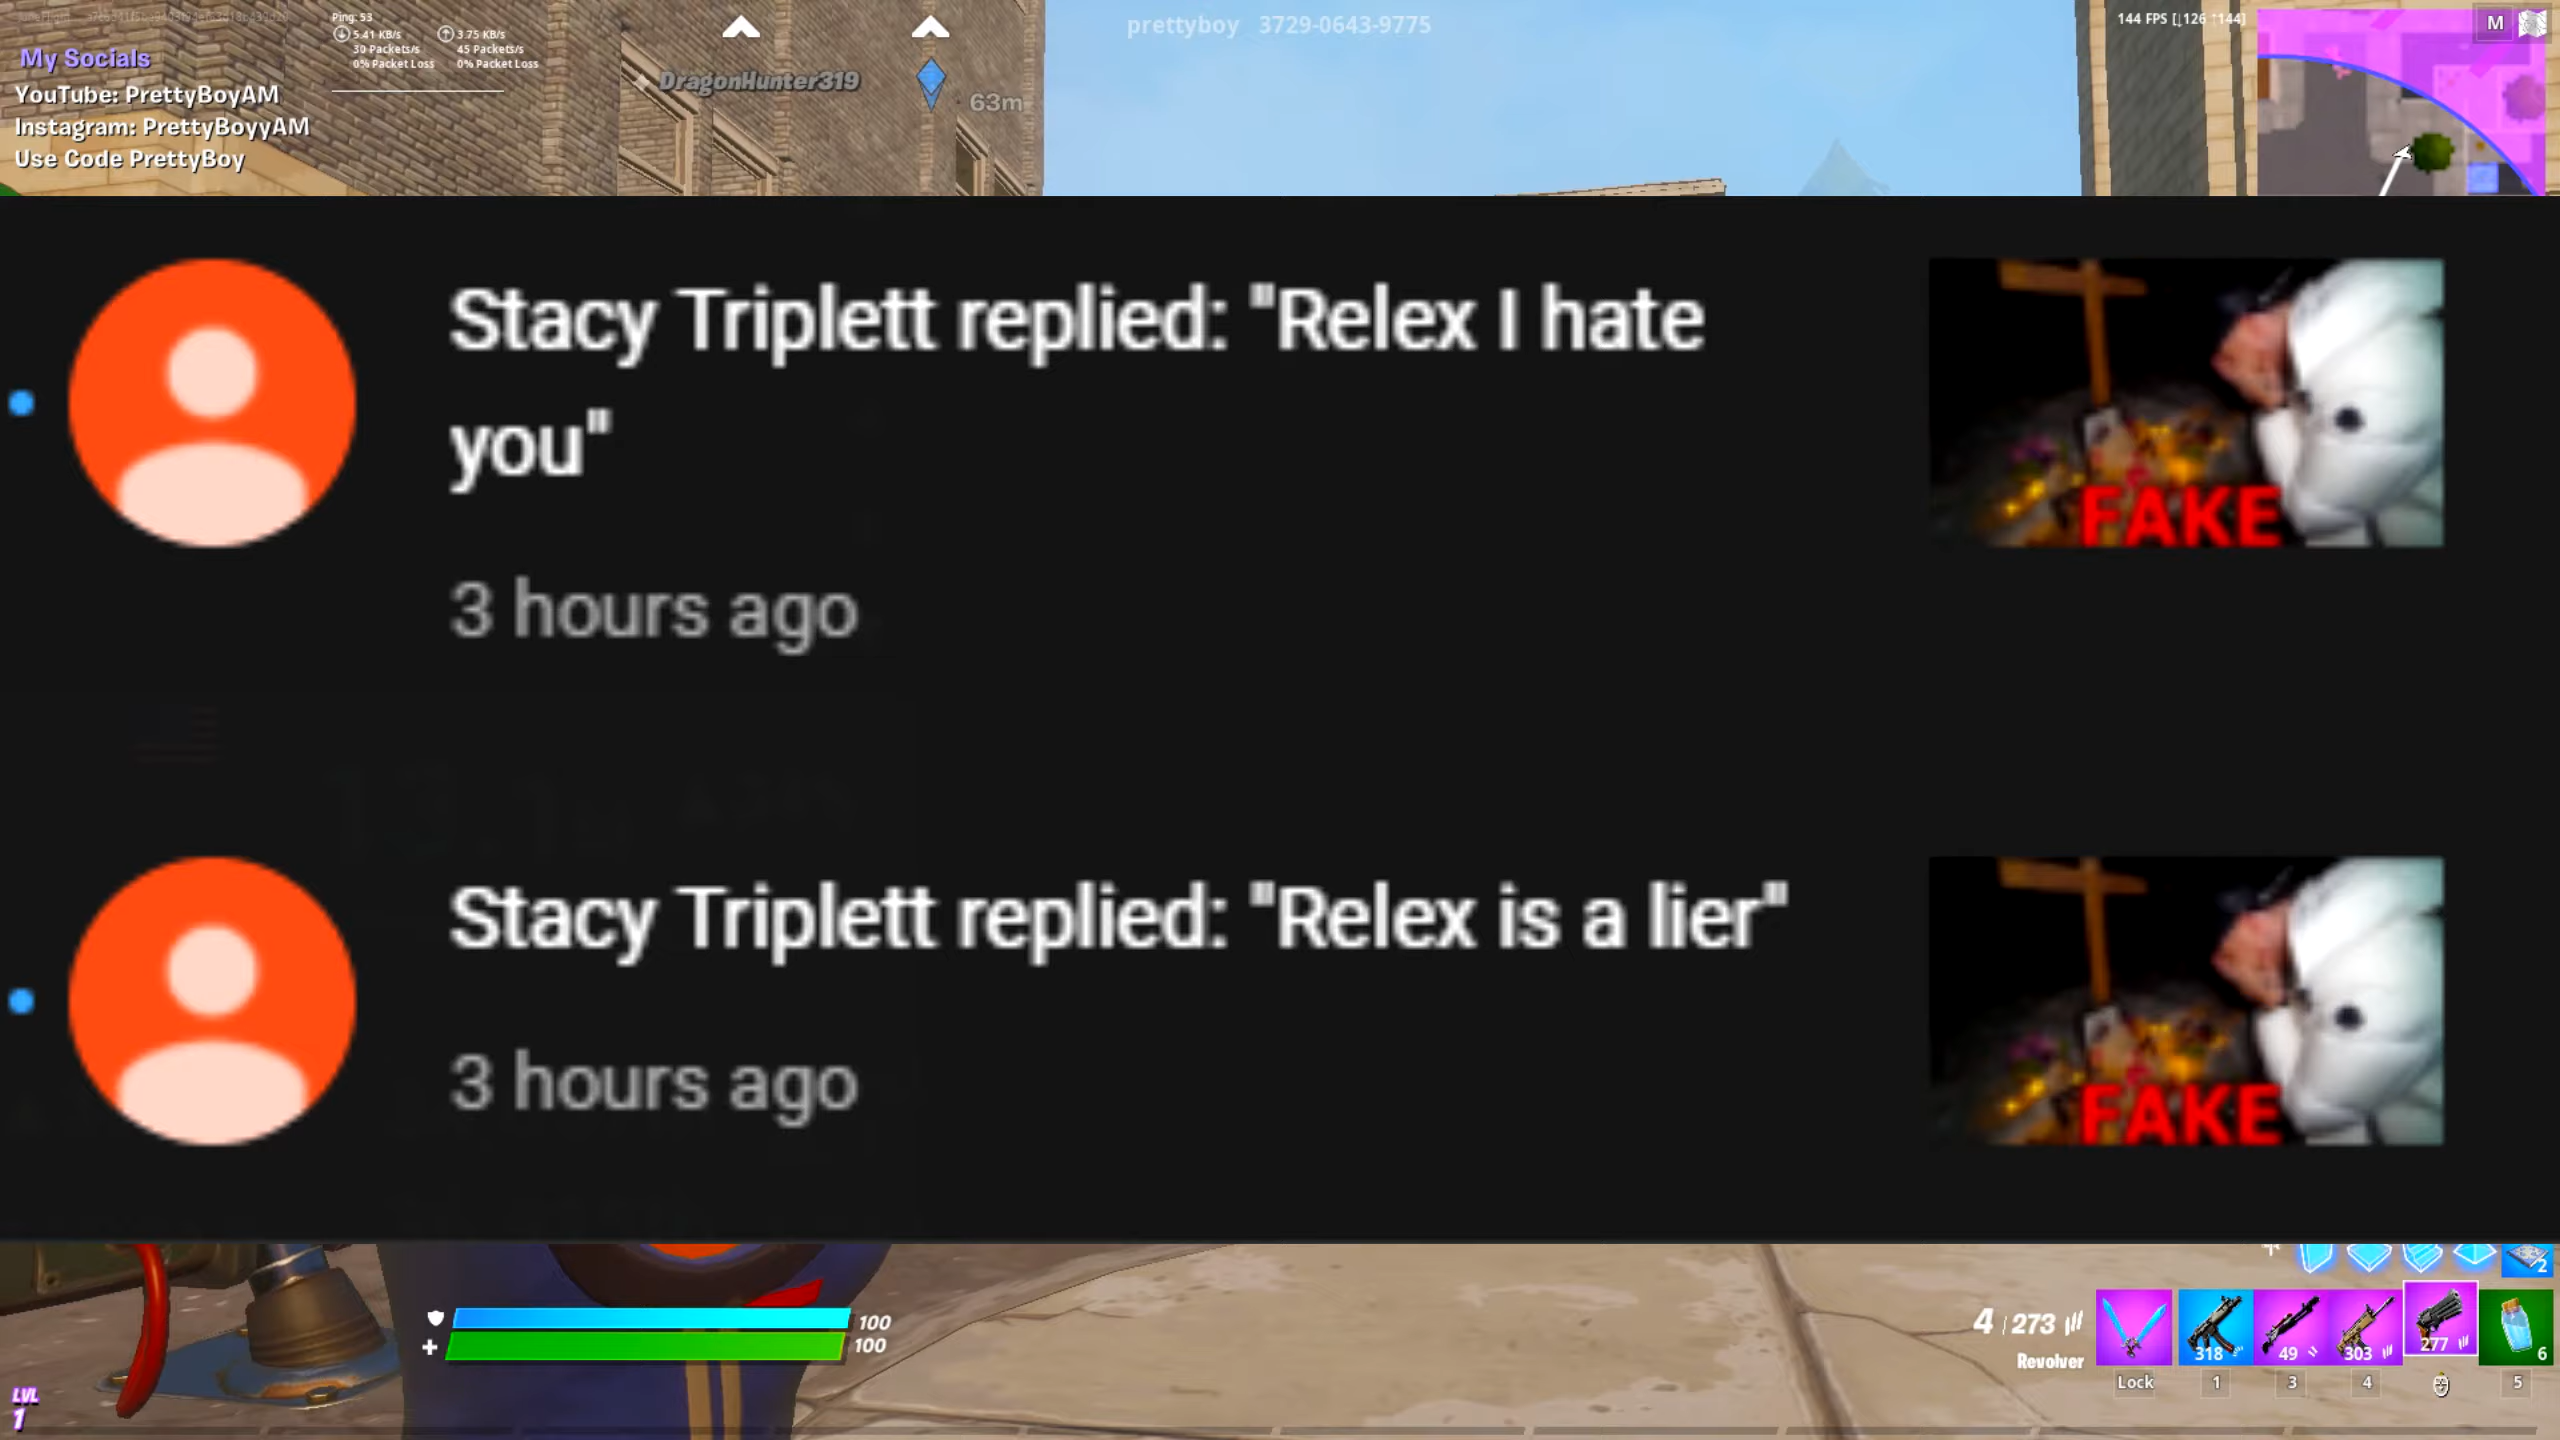 Ping: 53
5.41 KB/s 3.75 KB/s
30 Packets/s 45 Packets/s
0% Packet Loss 0% Packet Loss
My Socials
YouTube: PrettyBoyAM
Instagram: PrettyBoyyAM
Use Code PrettyBoy
DragonHunter319
63m
prettyboy 3729-0643-9775
144 FPS [↓126 ↑144]
M
Stacy Triplett replied: "Relex I hate
you"
3 hours ago
FAKE
Stacy Triplett replied: "Relex is a lier"
3 hours ago
FAKE
100
100
LVL
1
4 / 273
Revolver
2
318 49 303 277 6
Lock 1 3 4 5